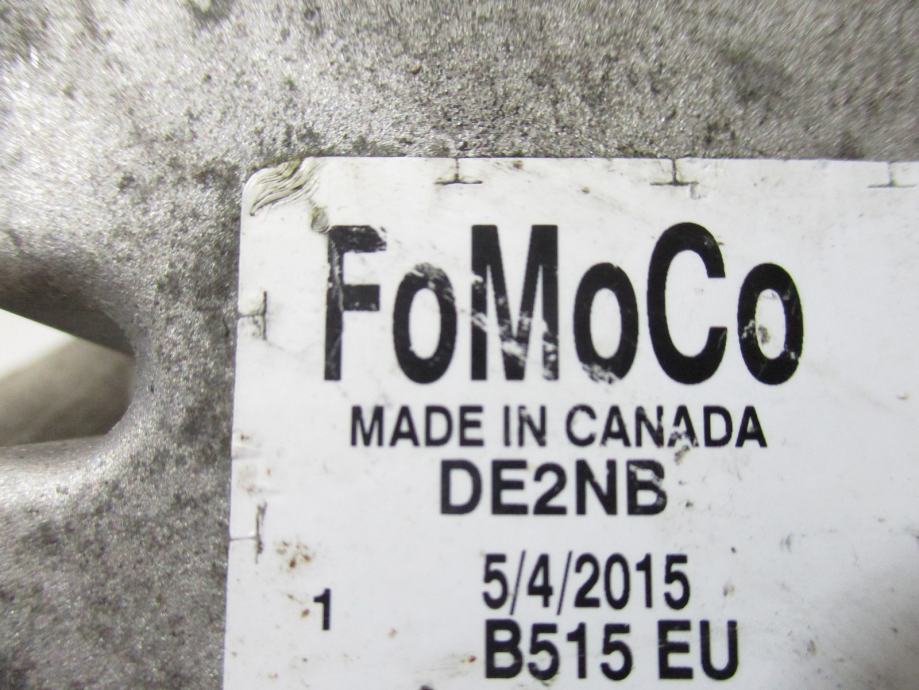 FoMoCo
MADE IN CANADA
DE2NB
5/4/2015
1
B515 EU